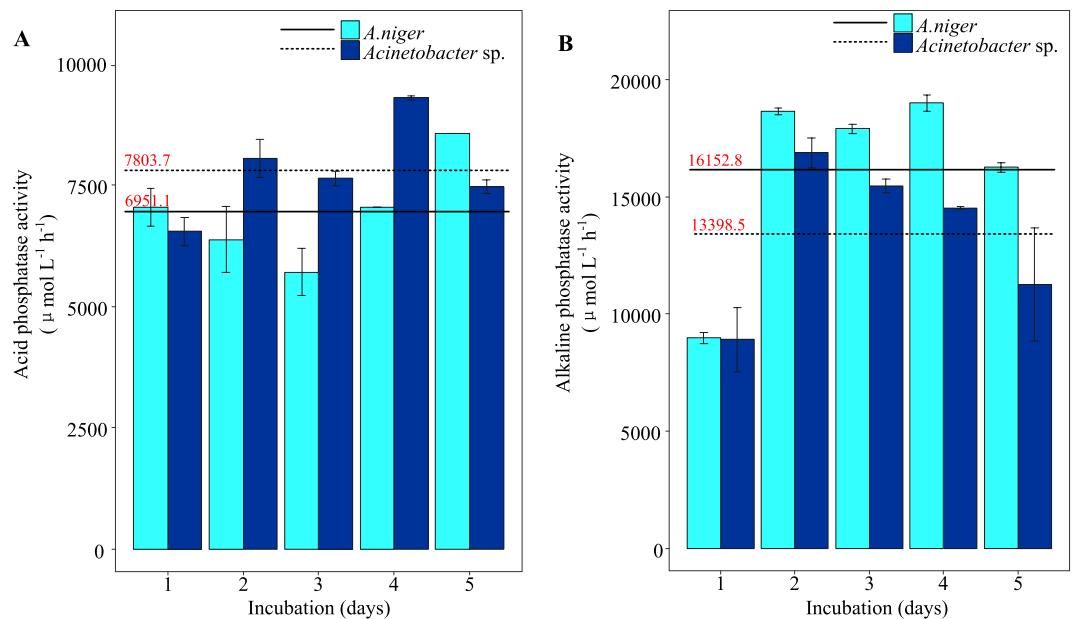 A
A.niger
Acinetobacter sp.
10000
7500
5000
2500
0
7803.7
6951.1
Acid phosphatase activity
( μ mol L⁻¹ h⁻¹)
1 2 3 4 5
Incubation (days)
B
A.niger
Acinetobacter sp.
20000
15000
10000
5000
0
16152.8
13398.5
Alkaline phosphatase activity
( μ mol L⁻¹ h⁻¹)
1 2 3 4 5
Incubation (days)